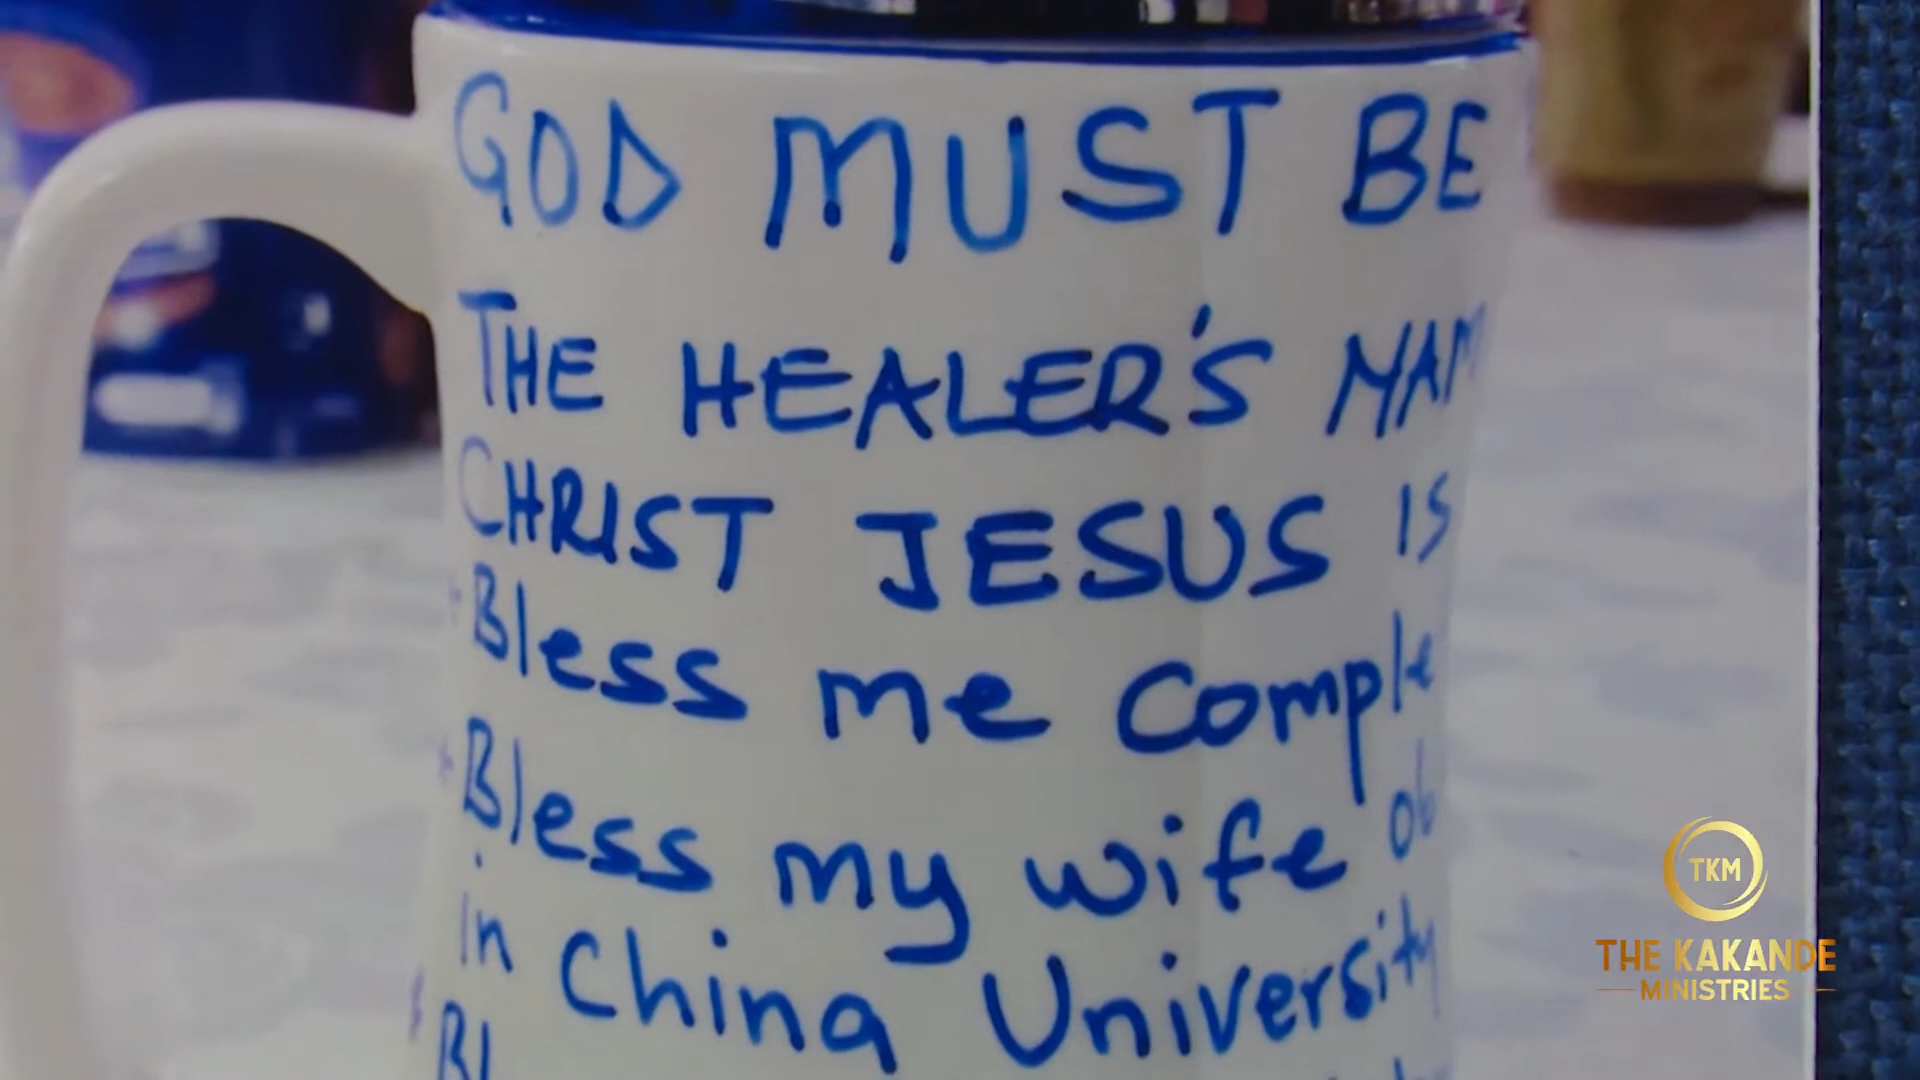 GOD MUST BE
THE HEALER'S
CHRIST JESUS IS
Bless me
Bless my wife
in China University
TKM
THE KAKANDE
MINISTRIES